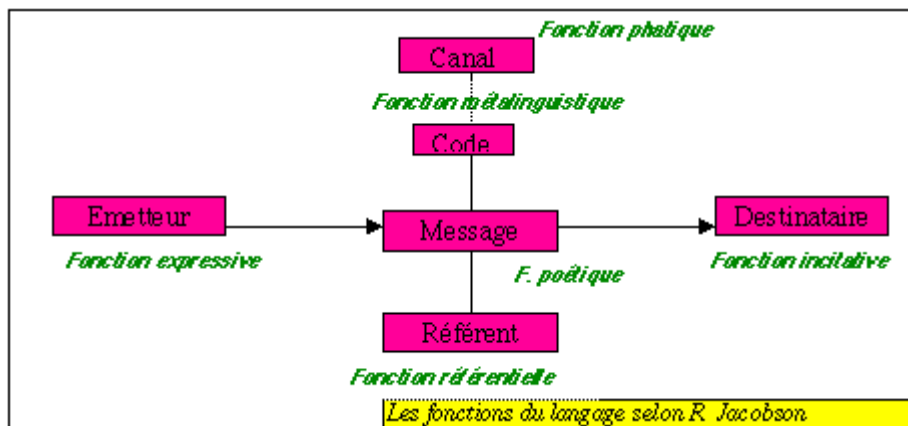 Fonction phatique
Canal
Fonction métalinguistique
Code
Emetteur
Message
Destinataire
Fonction expressive
F. poétique
Fonction incitative
Référent
Fonction référentielle
Les fonctions du langage selon R Jacobson